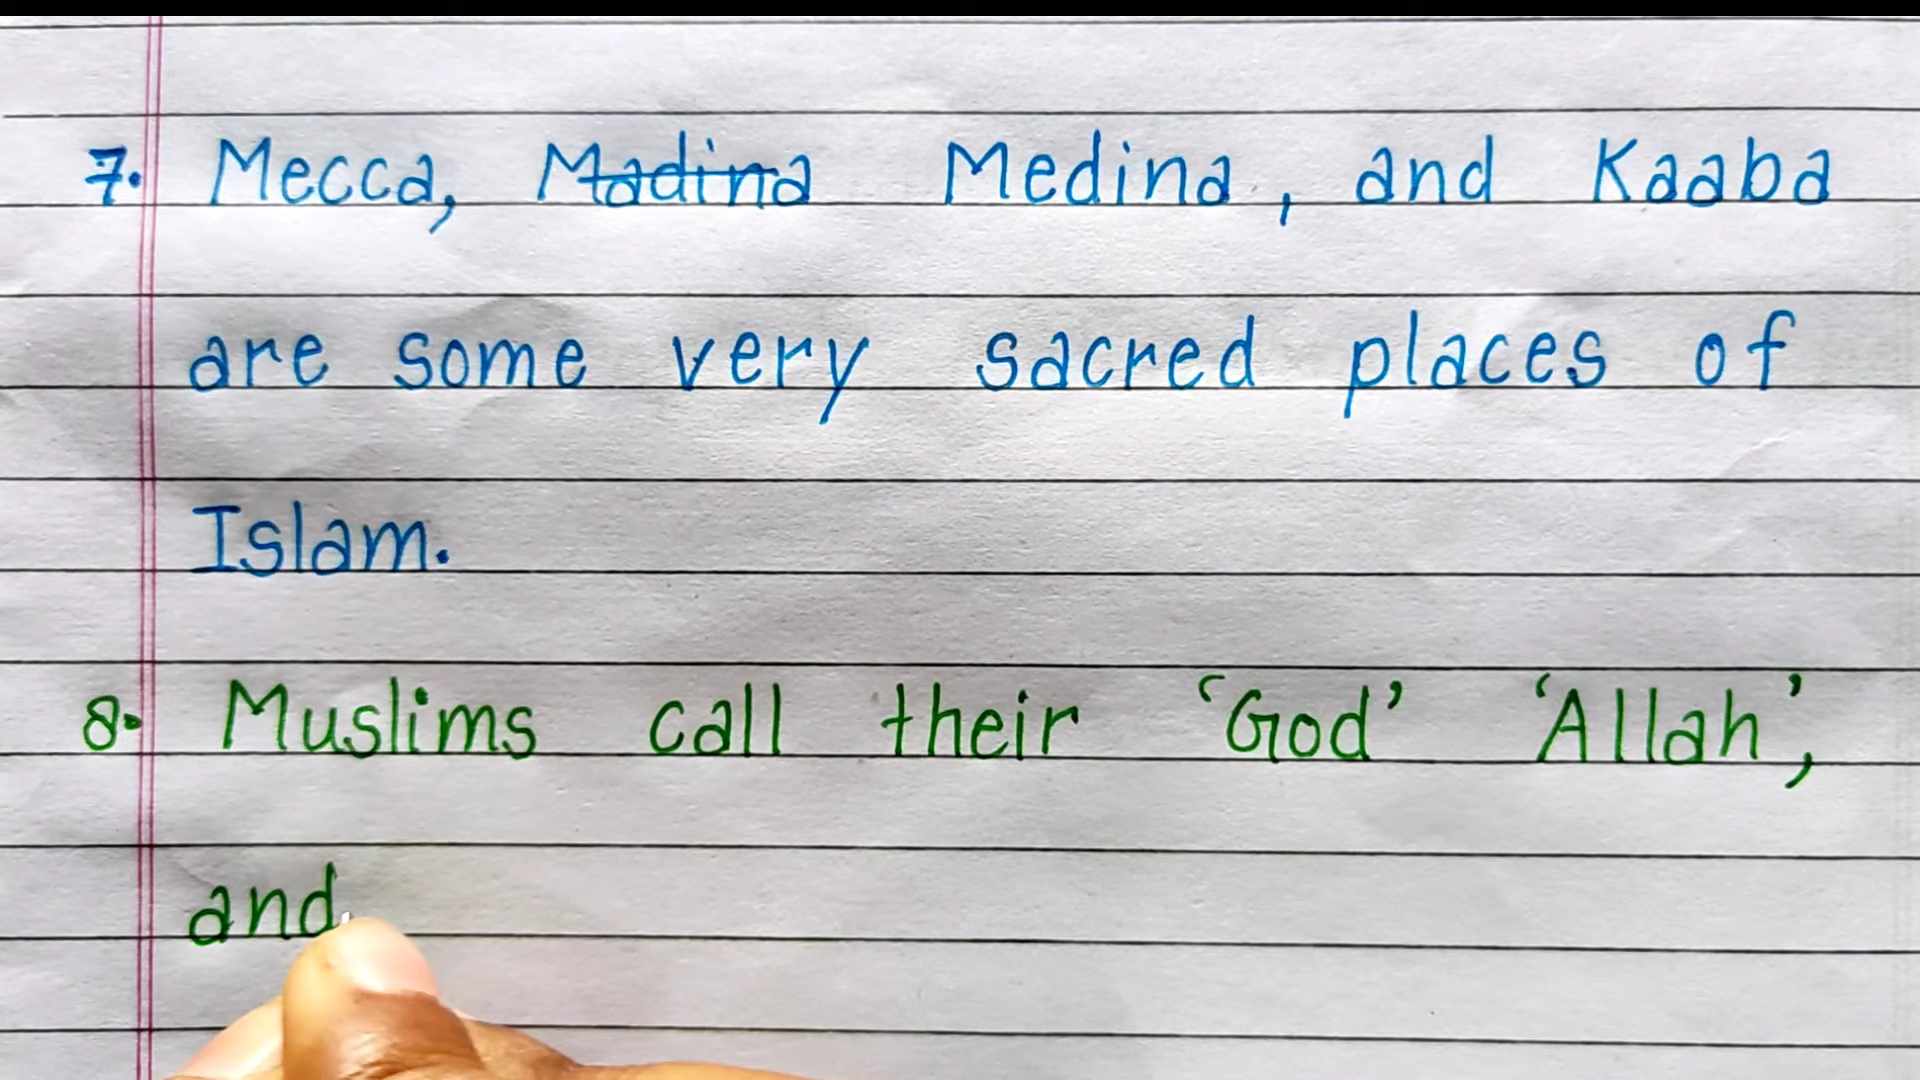 7. Mecca, Madina Medina, and Kaaba
are some very sacred places of
Islam.
8. Muslims call their ‘God’ ‘Allah’,
and